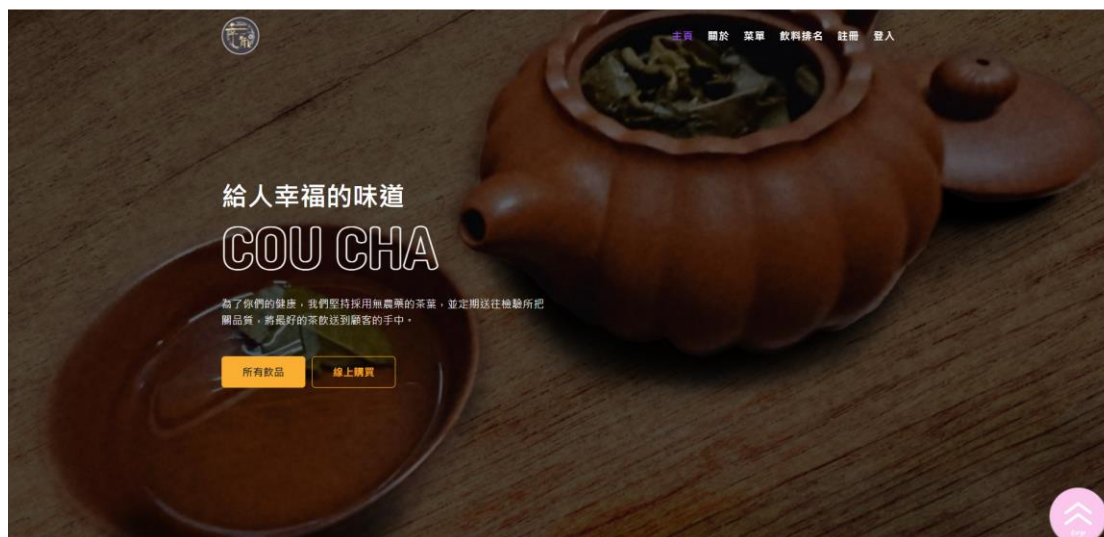 主頁 關於 菜單 飲料排名 註冊 登入
給人幸福的味道
COU CHA
為了你們的健康,我們堅持採用無農藥的茶葉,並定期送往檢驗所把
關品質,將最好的茶飲送到顧客的手中。
所有飲品 線上購買